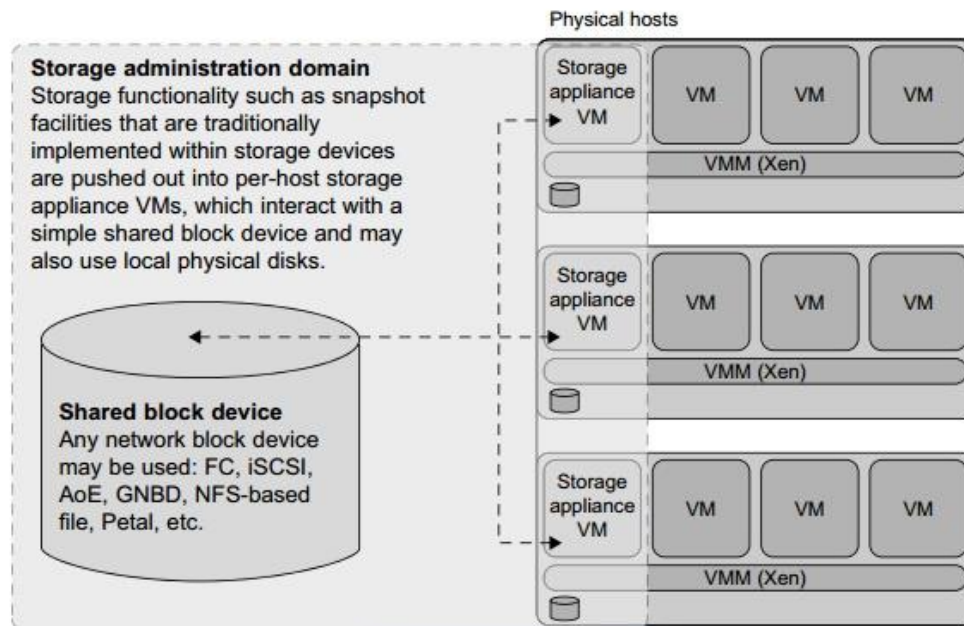 Physical hosts
Storage administration domain
Storage functionality such as snapshot
facilities that are traditionally
implemented within storage devices
are pushed out into per-host storage
appliance VMs, which interact with a
simple shared block device and may
also use local physical disks.
Shared block device
Any network block device
may be used: FC, iSCSI,
AoE, GNBD, NFS-based
file, Petal, etc.
Storage
appliance
VM
VM
VM
VM
VMM (Xen)
Storage
appliance
VM
VM
VM
VM
VMM (Xen)
Storage
appliance
VM
VM
VM
VM
VMM (Xen)